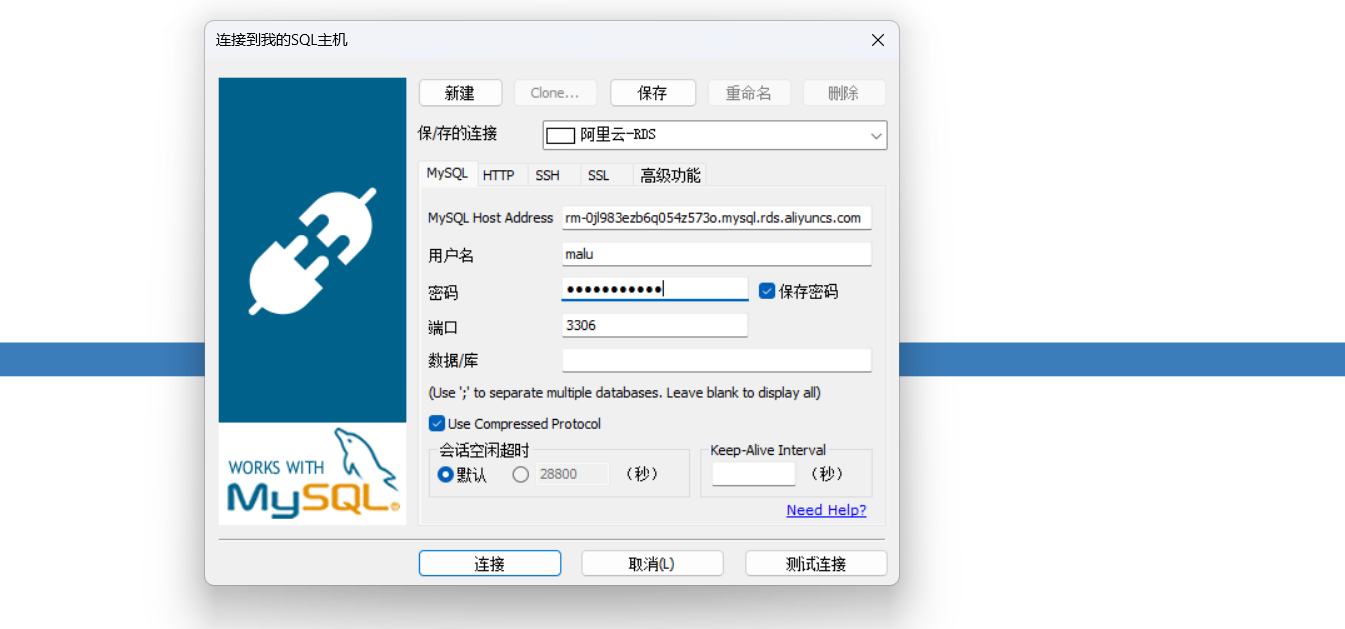 连接到我的SQL主机
新建 Clone... 保存 重命名 删除
保/存的连接 阿里云-RDS
MySQL HTTP SSH SSL 高级功能
MySQL Host Address rm-0jl983ezb6q054z573o.mysql.rds.aliyuncs.com
用户名 malu
密码 ●●●●●●●●●●● 保存密码
端口 3306
数据/库
(Use ';' to separate multiple databases. Leave blank to display all)
Use Compressed Protocol
会话空闲超时 Keep-Alive Interval
默认 28800 (秒) (秒)
Need Help?
WORKS WITH
MySQL®
连接 取消(L) 测试连接